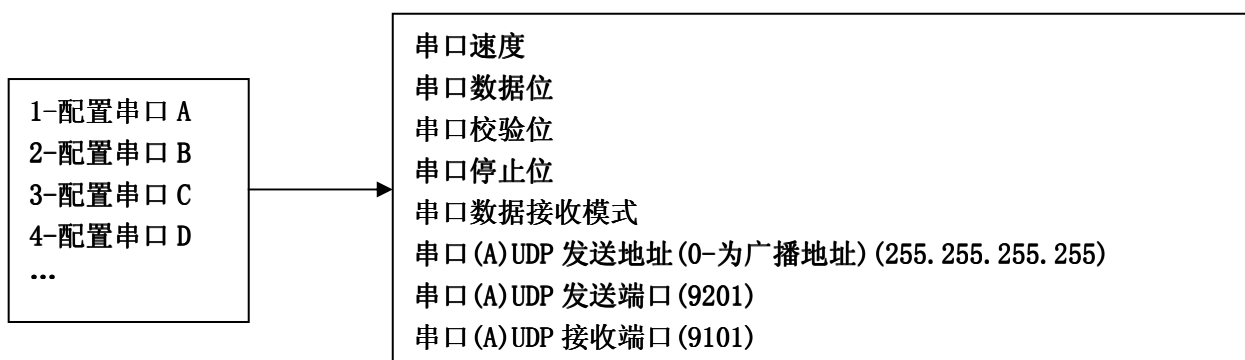 1-配置串口 A
2-配置串口 B
3-配置串口 C
4-配置串口 D
…
串口速度
串口数据位
串口校验位
串口停止位
串口数据接收模式
串口(A)UDP 发送地址(0-为广播地址)(255.255.255.255)
串口(A)UDP 发送端口(9201)
串口(A)UDP 接收端口(9101)